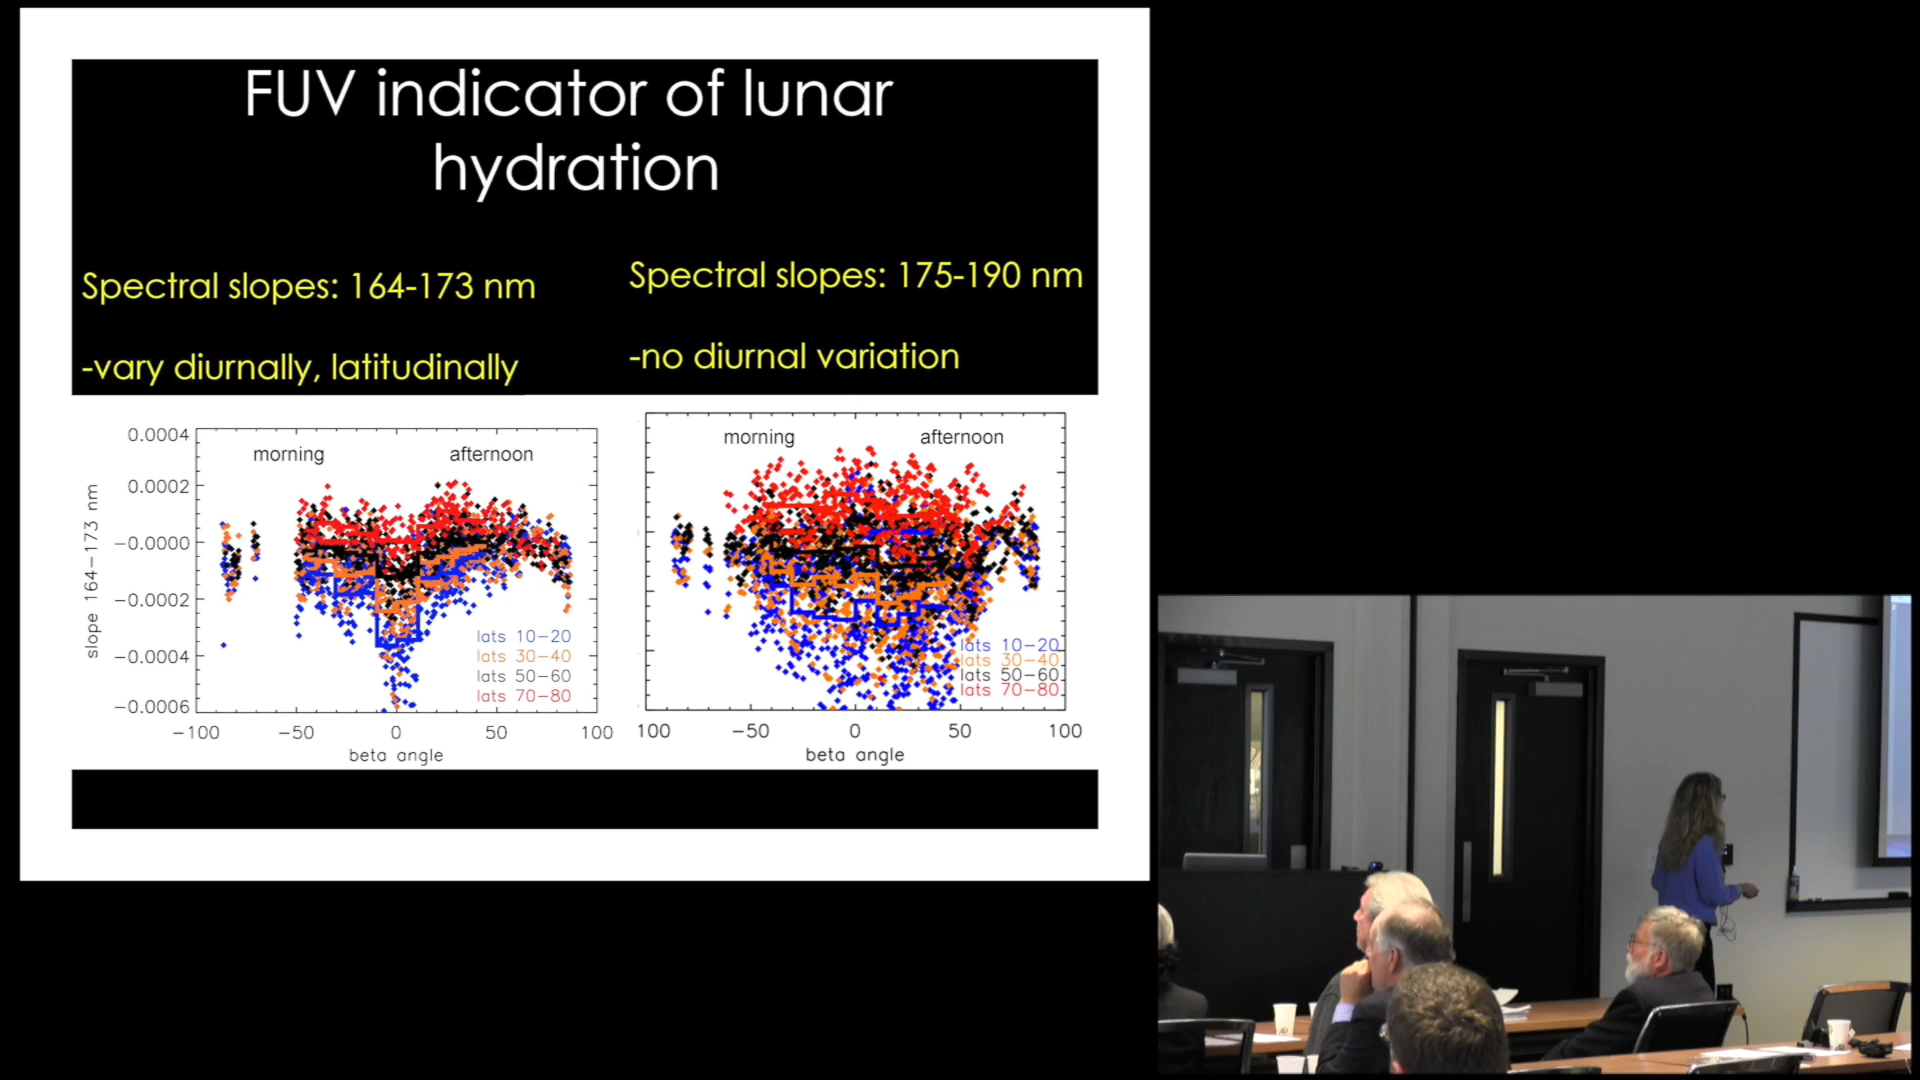 FUV indicator of lunar
hydration
Spectral slopes: 164-173 nm
-vary diurnally, latitudinally
Spectral slopes: 175-190 nm
-no diurnal variation
morning
afternoon
0.0004
0.0002
-0.0000
-0.0002
-0.0004
-0.0006
slope 164-173 nm
lats 10-20
lats 30-40
lats 50-60
lats 70-80
-100
-50
0
50
100
beta angle
morning
afternoon
lats 10-20
lats 30-40
lats 50-60
lats 70-80
100
-50
0
50
100
beta angle